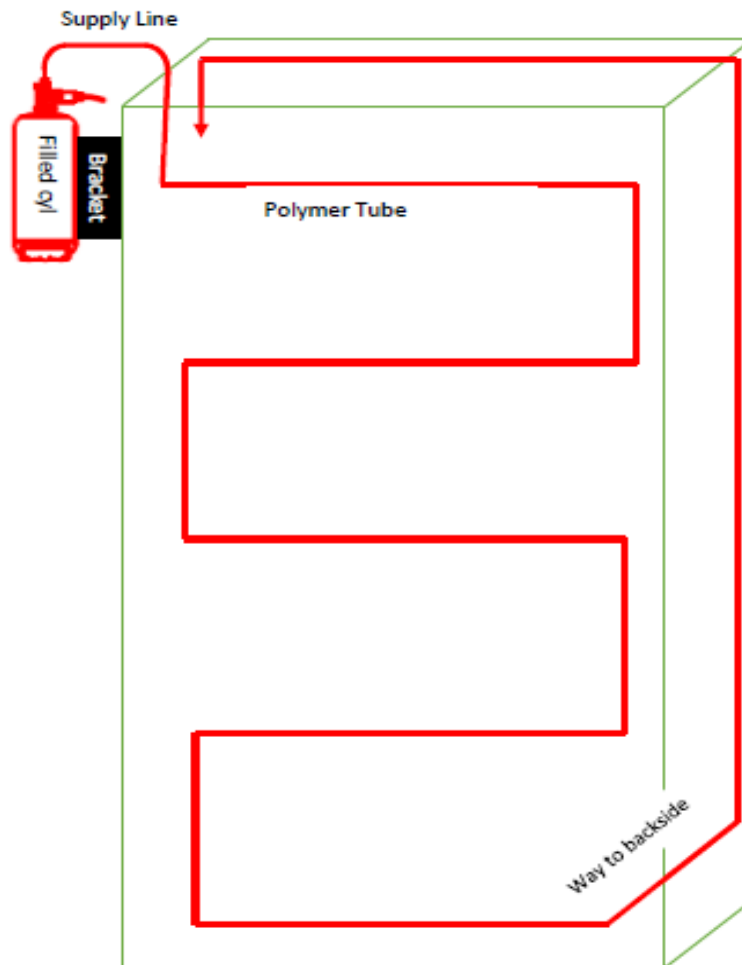 Supply Line
Filled cyl
Bracket
Polymer Tube
Way to backside